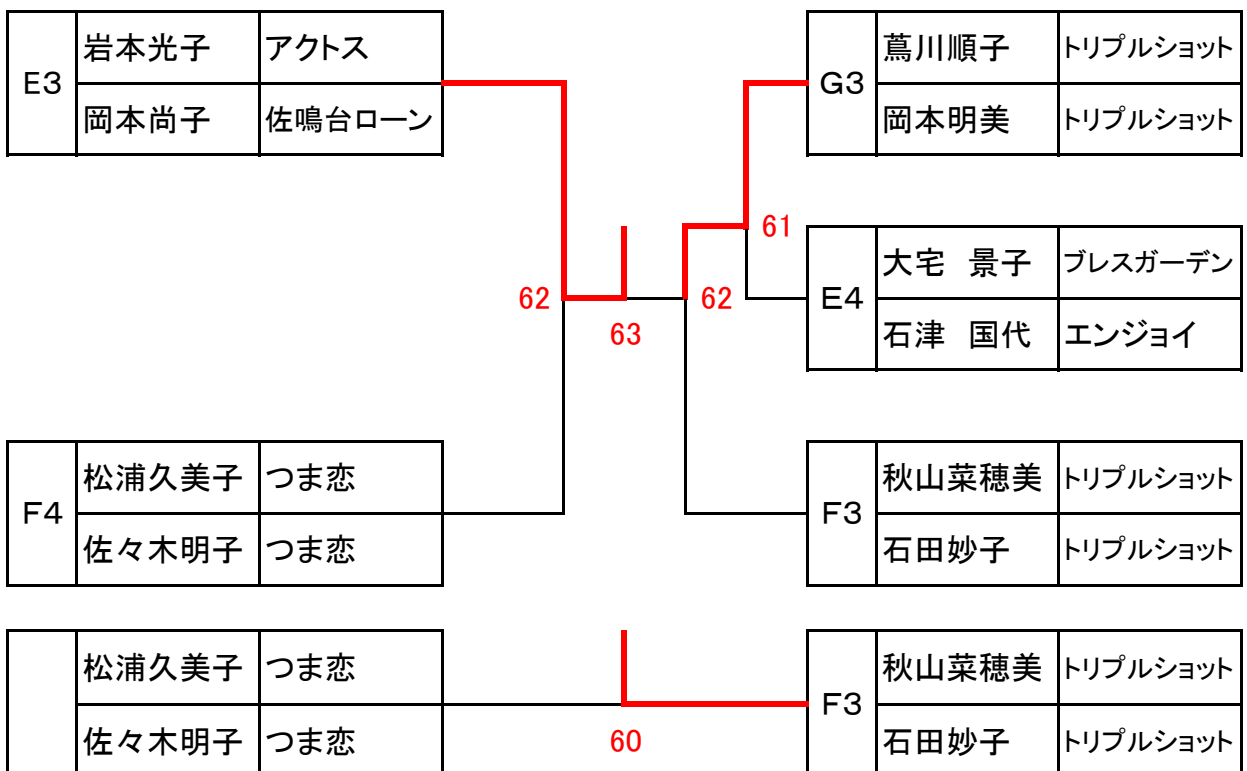 E3
岩本光子 アクトス
岡本尚子 佐鳴台ローン
G3
蔦川順子 トリプルショット
岡本明美 トリプルショット
61
E4
大宅 景子 ブレスガーデン
石津 国代 エンジョイ
62
63
62
F4
松浦久美子 つま恋
佐々木明子 つま恋
F3
秋山菜穂美 トリプルショット
石田妙子 トリプルショット
松浦久美子 つま恋
佐々木明子 つま恋
60
F3
秋山菜穂美 トリプルショット
石田妙子 トリプルショット